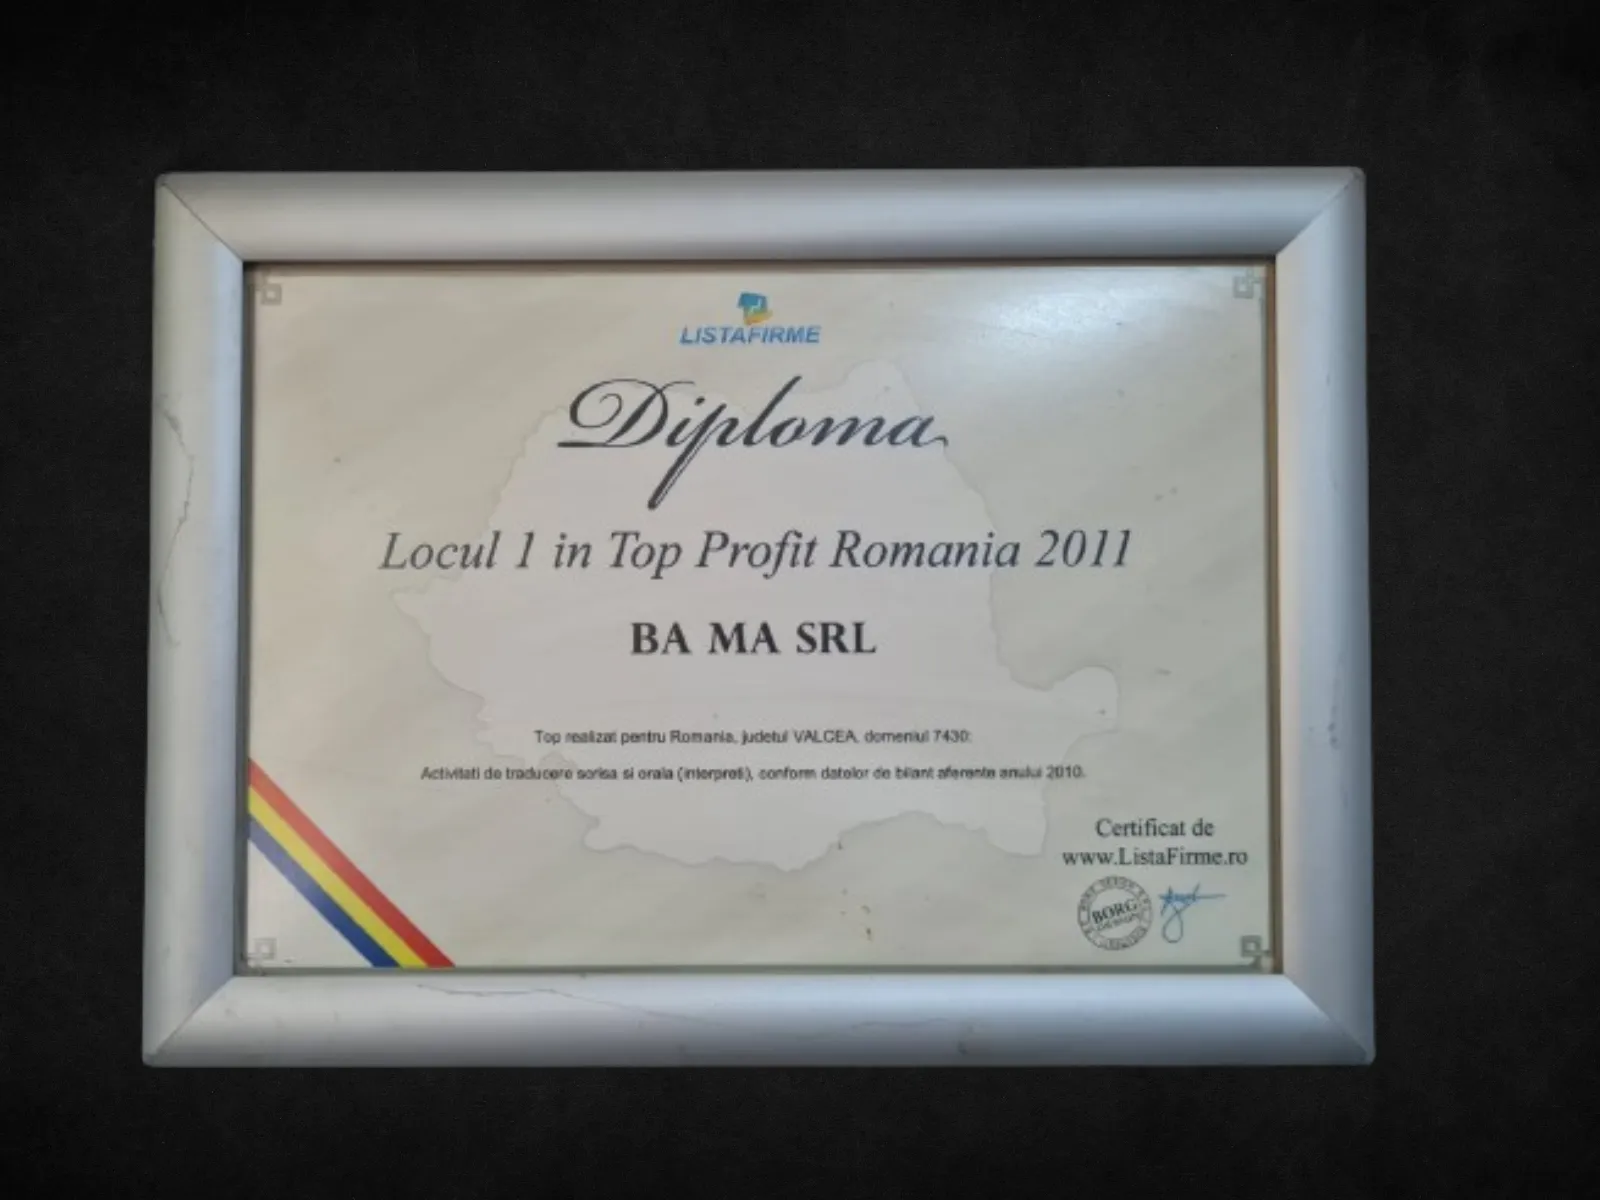 LISTAFIRME
Diploma
Locul 1 in Top Profit Romania 2011
BA MA SRL
Top realizat pentru Romania, judetul VALCEA, domeniul 7430:
Activitati de traducere scrisa si orala (interpreti), conform datelor de bilant aferente anului 2010.
Certificat de
www.ListaFirme.ro
BORG
DESIGN